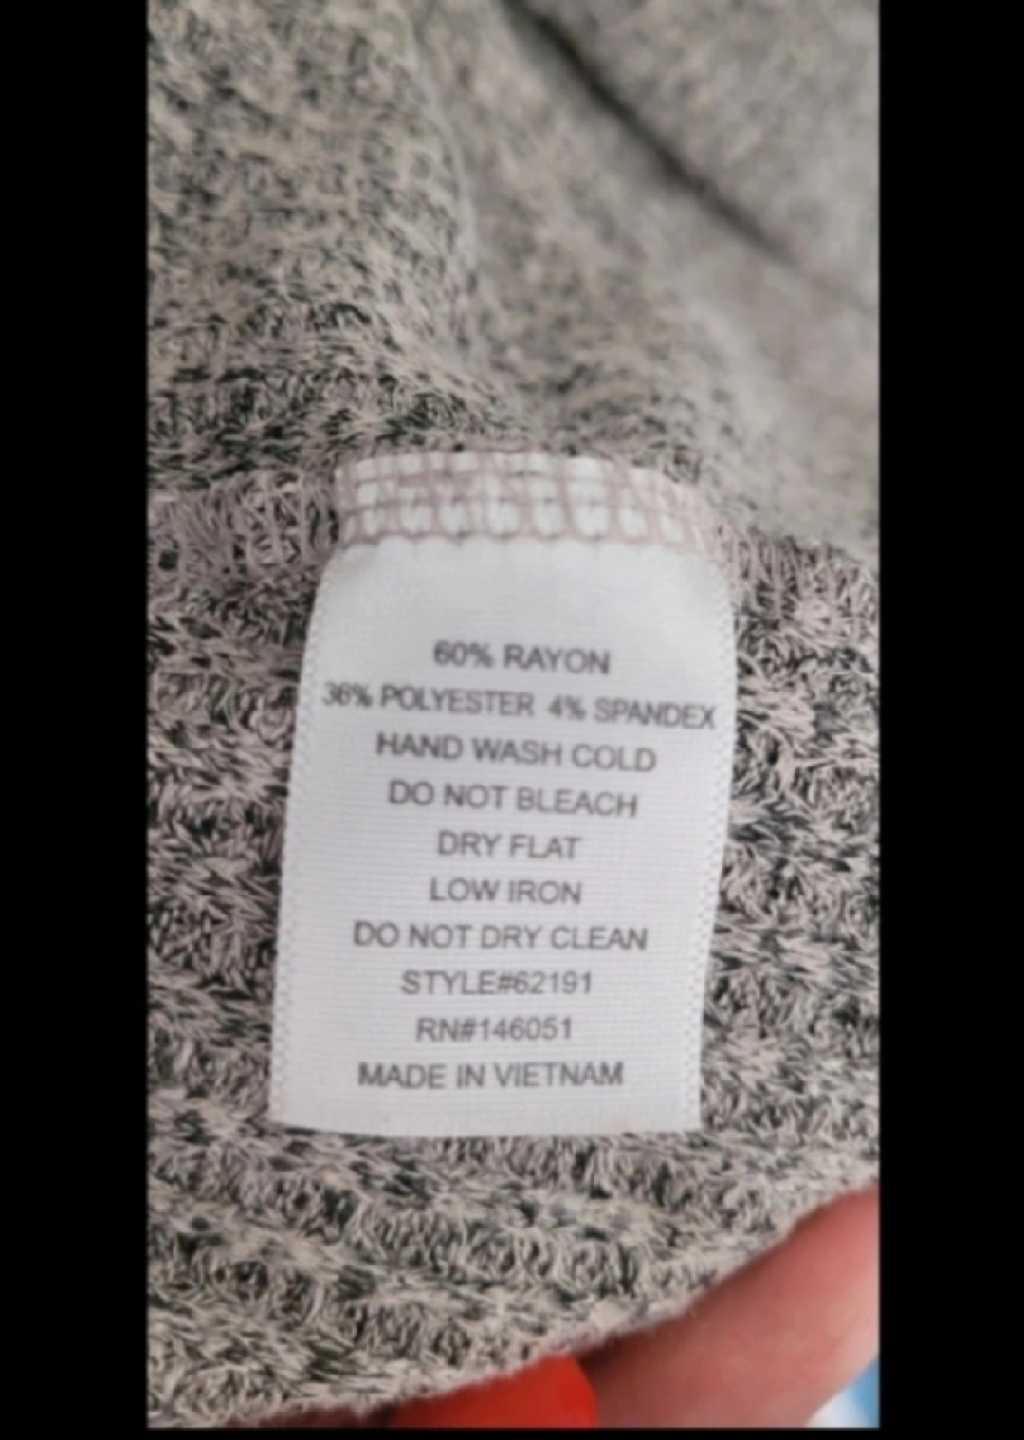 60% RAYON
36% POLYESTER 4% SPANDEX
HAND WASH COLD
DO NOT BLEACH
DRY FLAT
LOW IRON
DO NOT DRY CLEAN
STYLE#62191
RN#146051
MADE IN VIETNAM